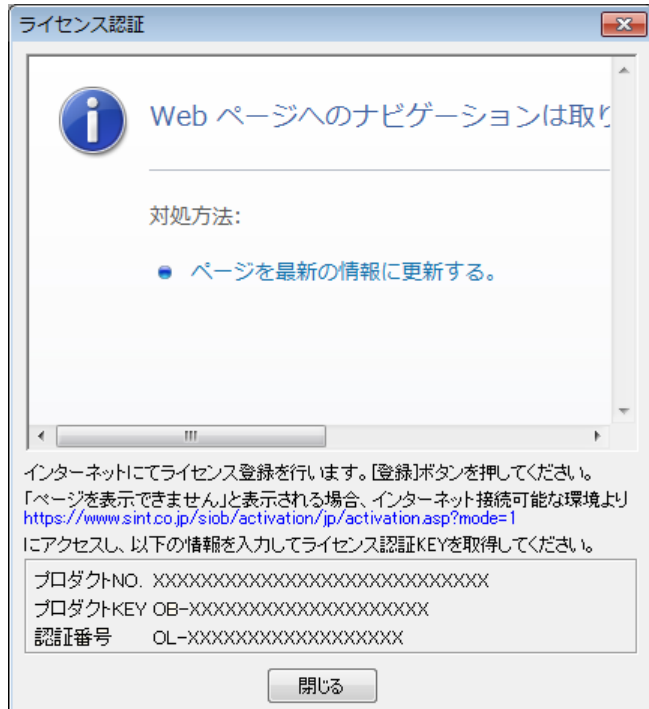 ライセンス認証
Web ページへのナビゲーションは取り
対処方法:
ページを最新の情報に更新する。
インターネットにてライセンス登録を行います。[登録]ボタンを押してください。
「ページを表示できません」と表示される場合、インターネット接続可能な環境より
https://www.sint.co.jp/siob/activation/jp/activation.asp?mode=1
にアクセスし、以下の情報を入力してライセンス認証KEYを取得してください。
プロダクトNO. XXXXXXXXXXXXXXXXXXXXXXXXXXXX
プロダクトKEY OB-XXXXXXXXXXXXXXXXXXXX
認証番号 OL-XXXXXXXXXXXXXXXXXX
閉じる